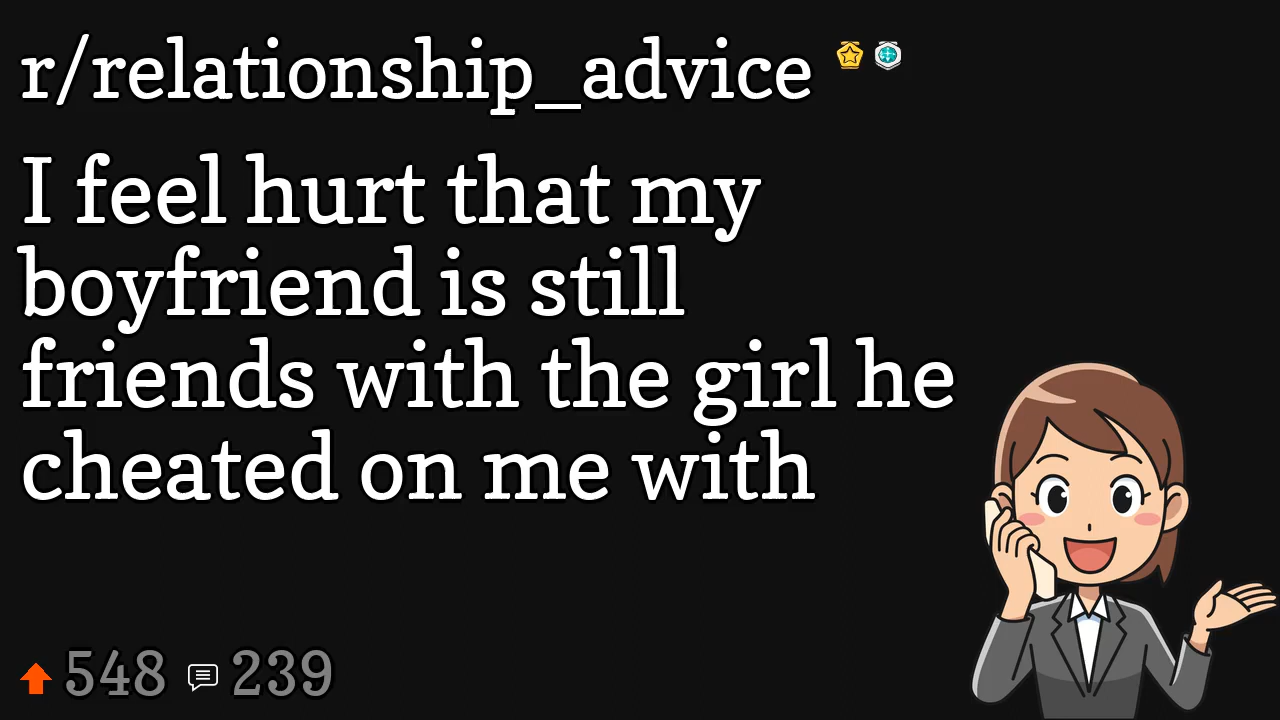 r/relationship_advice
I feel hurt that my
boyfriend is still
friends with the girl he
cheated on me with
548 239